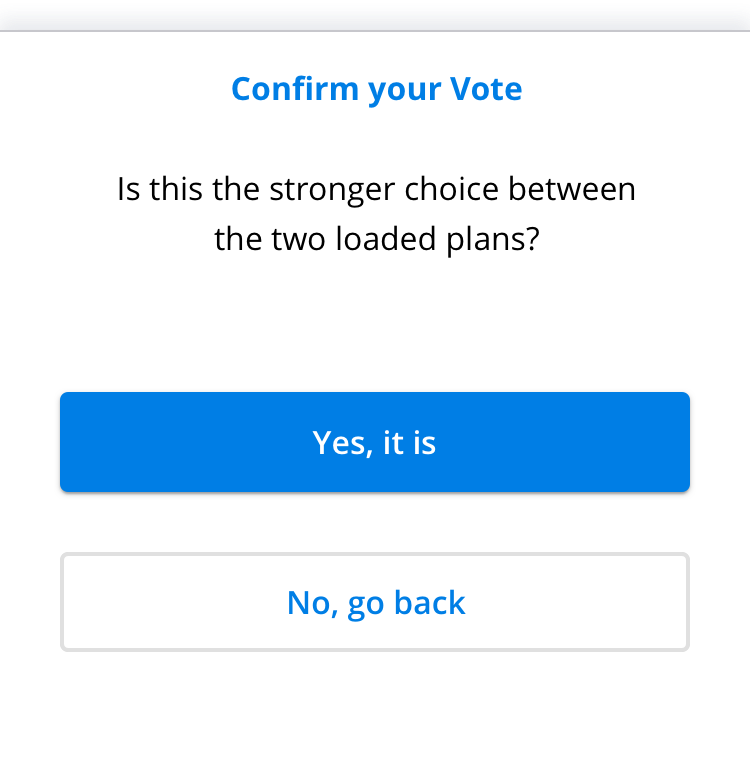 Confirm your Vote
Is this the stronger choice between
the two loaded plans?
Yes, it is
No, go back